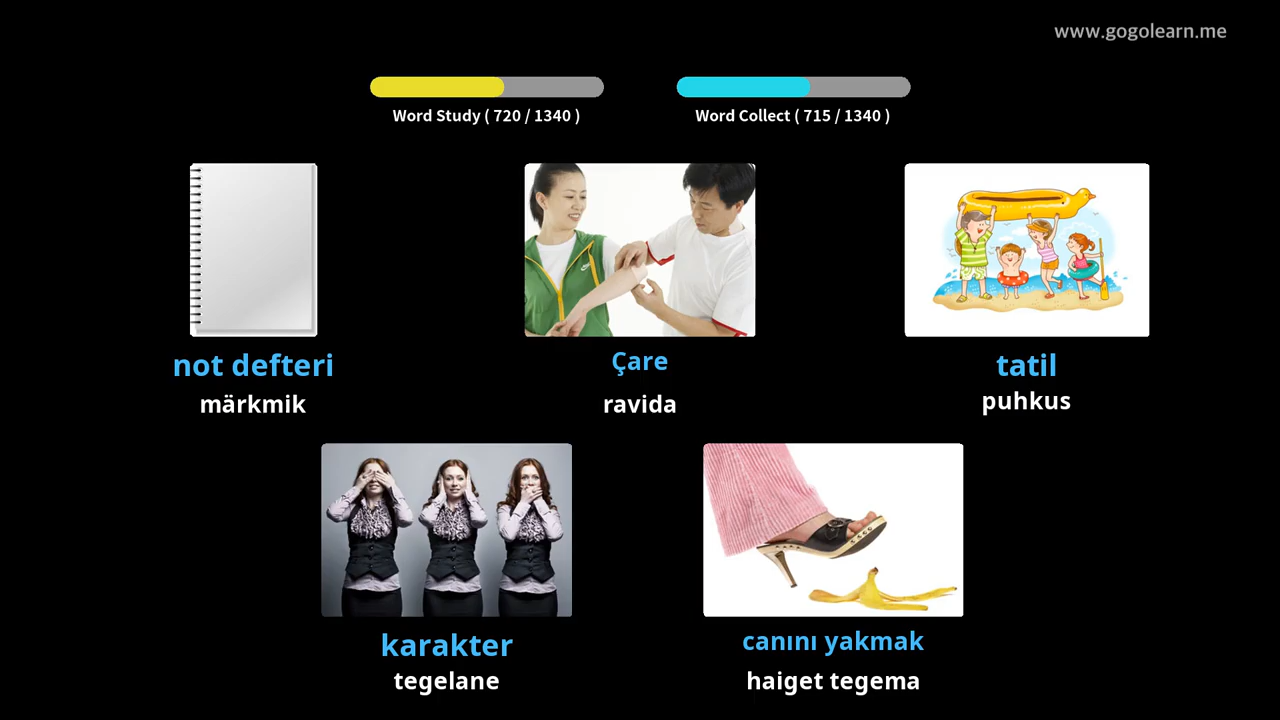 www.gogolearn.me
Word Study ( 720 / 1340 )
Word Collect ( 715 / 1340 )
not defteri
märkmik
Çare
ravida
tatil
puhkus
karakter
tegelane
canını yakmak
haiget tegema